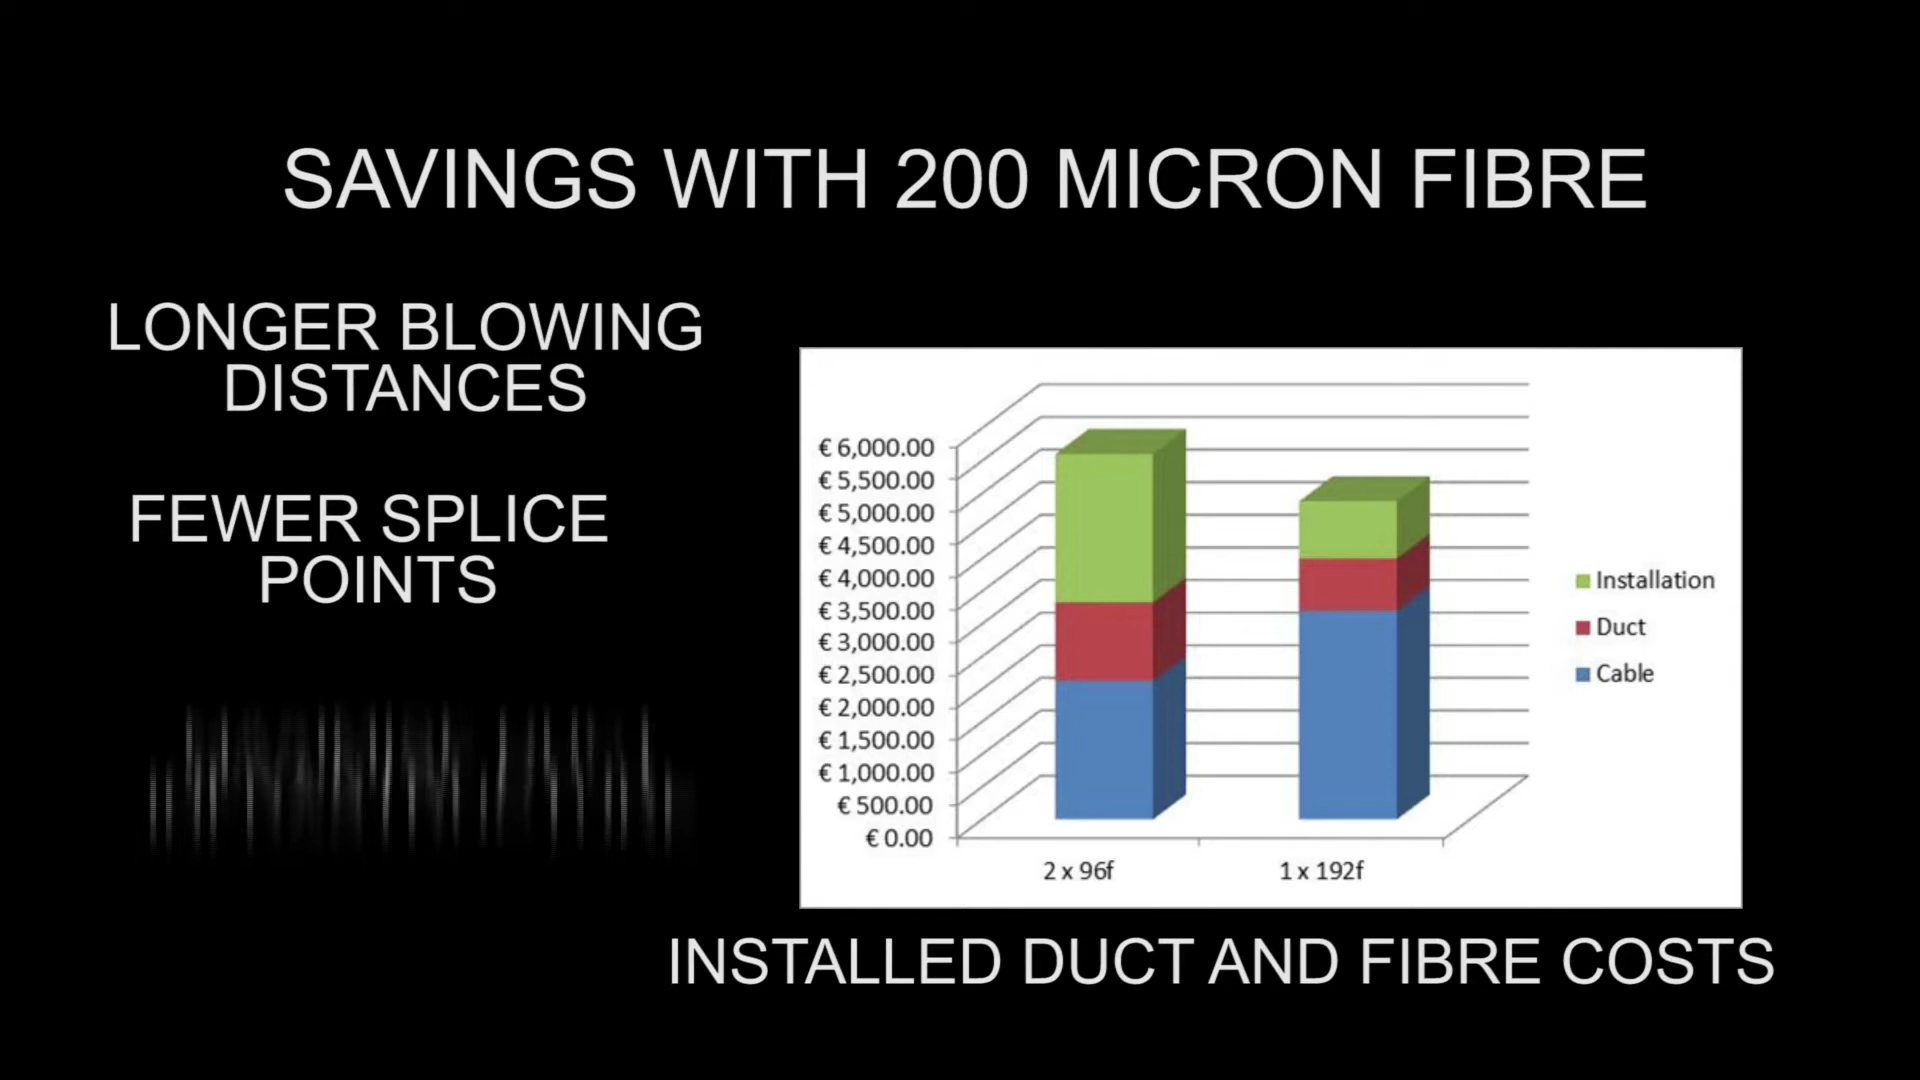 SAVINGS WITH 200 MICRON FIBRE
LONGER BLOWING
DISTANCES
FEWER SPLICE
POINTS
€ 6,000.00
€ 5,500.00
€ 5,000.00
€ 4,500.00
€ 4,000.00
€ 3,500.00
€ 3,000.00
€ 2,500.00
€ 2,000.00
€ 1,500.00
€ 1,000.00
€ 500.00
€ 0.00
2 x 96f
1 x 192f
Installation
Duct
Cable
INSTALLED DUCT AND FIBRE COSTS